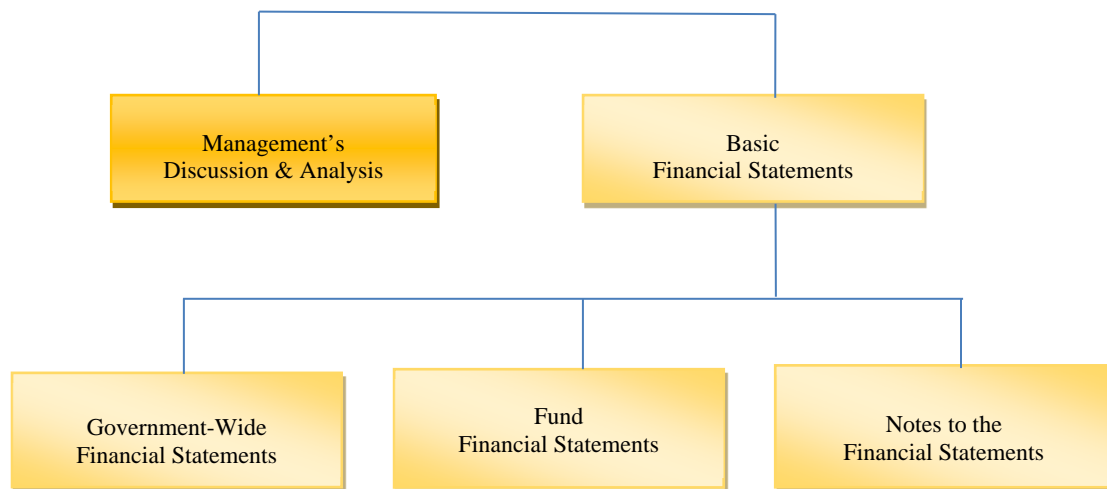 Management’s
Discussion & Analysis
Basic
Financial Statements
Government-Wide
Financial Statements
Fund
Financial Statements
Notes to the
Financial Statements